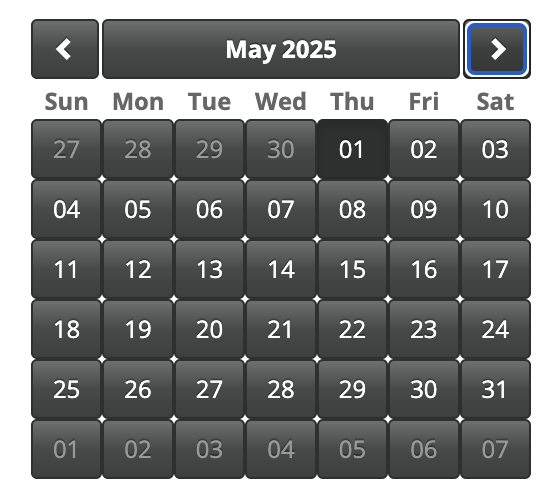 May 2025
Sun Mon Tue Wed Thu Fri Sat
27 28 29 30 01 02 03
04 05 06 07 08 09 10
11 12 13 14 15 16 17
18 19 20 21 22 23 24
25 26 27 28 29 30 31
01 02 03 04 05 06 07